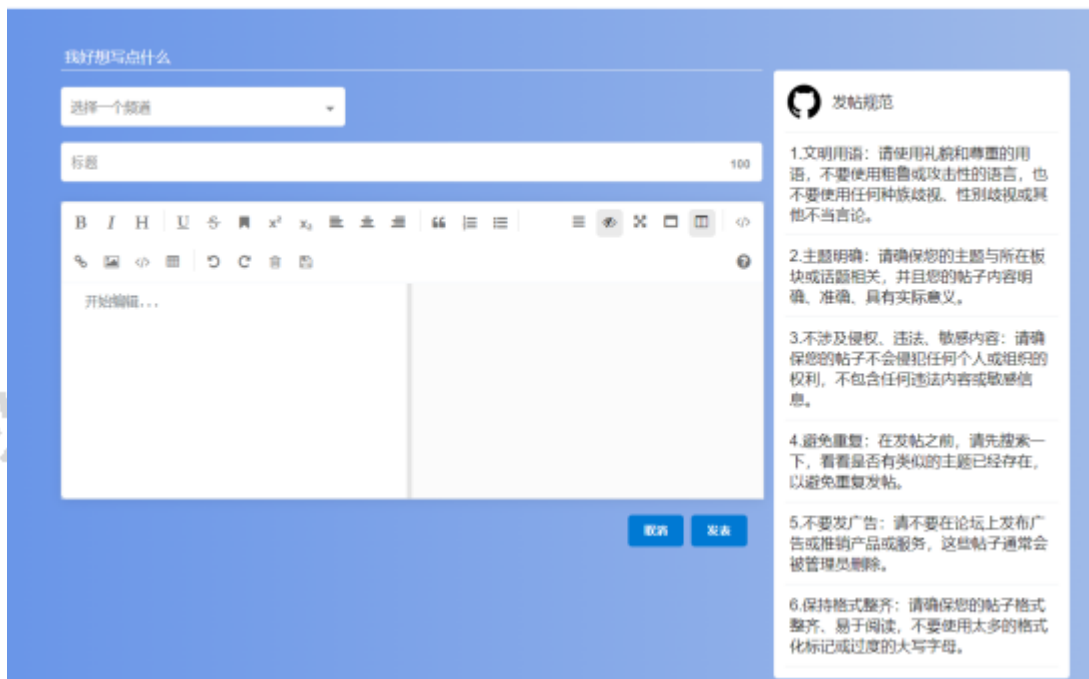 我好想写点什么
选择一个频道
标题
100
B I H U S x² x₂
开始编辑...
取消
发表
发帖规范
1.文明用语：请使用礼貌和尊重的用
语，不要使用粗鲁或攻击性的语言，也
不要使用任何种族歧视、性别歧视或其
他不当言论。
2.主题明确：请确保您的主题与所在板
块或话题相关，并且您的帖子内容明
确、准确、具有实际意义。
3.不涉及侵权、违法、敏感内容：请确
保您的帖子不会侵犯任何个人或组织的
权利，不包含任何违法内容或敏感信
息。
4.避免重复：在发帖之前，请先搜索一
下，看看是否有类似的主题已经存在，
以避免重复发帖。
5.不要发广告：请不要在论坛上发布广
告或推销产品或服务，这些帖子通常会
被管理员删除。
6.保持格式整齐：请确保您的帖子格式
整齐、易于阅读，不要使用太多的格式
化标记或过度的大写字母。